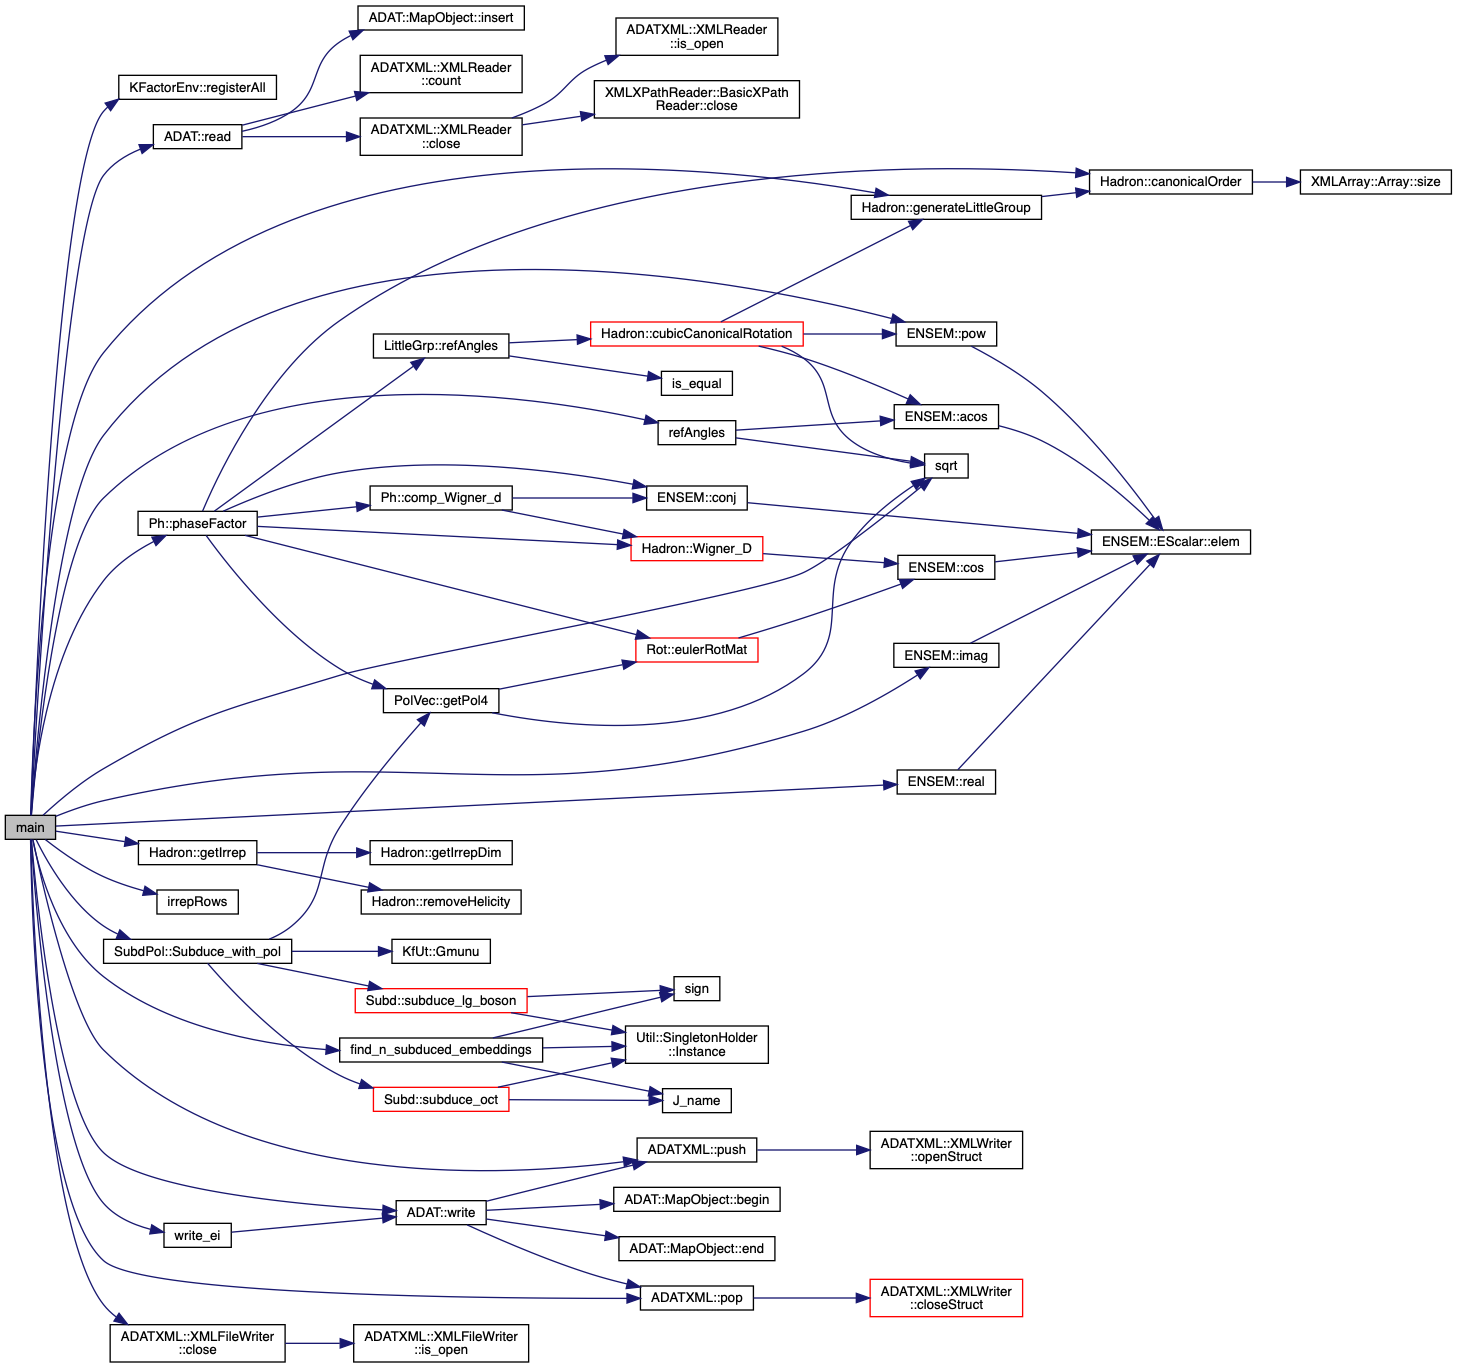 ADAT::MapObject::insert
ADATXML::XMLReader
::is_open
ADATXML::XMLReader
::count
KFactorEnv::registerAll
XMLXPathReader::BasicXPath
Reader::close
ADAT::read
ADATXML::XMLReader
::close
Hadron::canonicalOrder
XMLArray::Array::size
Hadron::generateLittleGroup
Hadron::cubicCanonicalRotation
ENSEM::pow
LittleGrp::refAngles
is_equal
ENSEM::acos
refAngles
sqrt
Ph::comp_Wigner_d
ENSEM::conj
Ph::phaseFactor
ENSEM::EScalar::elem
Hadron::Wigner_D
ENSEM::cos
Rot::eulerRotMat
ENSEM::imag
PolVec::getPol4
ENSEM::real
main
Hadron::getIrrep
Hadron::getIrrepDim
irrepRows
Hadron::removeHelicity
SubdPol::Subduce_with_pol
KfUt::Gmunu
sign
Subd::subduce_lg_boson
Util::SingletonHolder
::Instance
find_n_subduced_embeddings
Subd::subduce_oct
J_name
ADATXML::push
ADATXML::XMLWriter
::openStruct
ADAT::MapObject::begin
ADAT::write
write_ei
ADAT::MapObject::end
ADATXML::pop
ADATXML::XMLWriter
::closeStruct
ADATXML::XMLFileWriter
::close
ADATXML::XMLFileWriter
::is_open